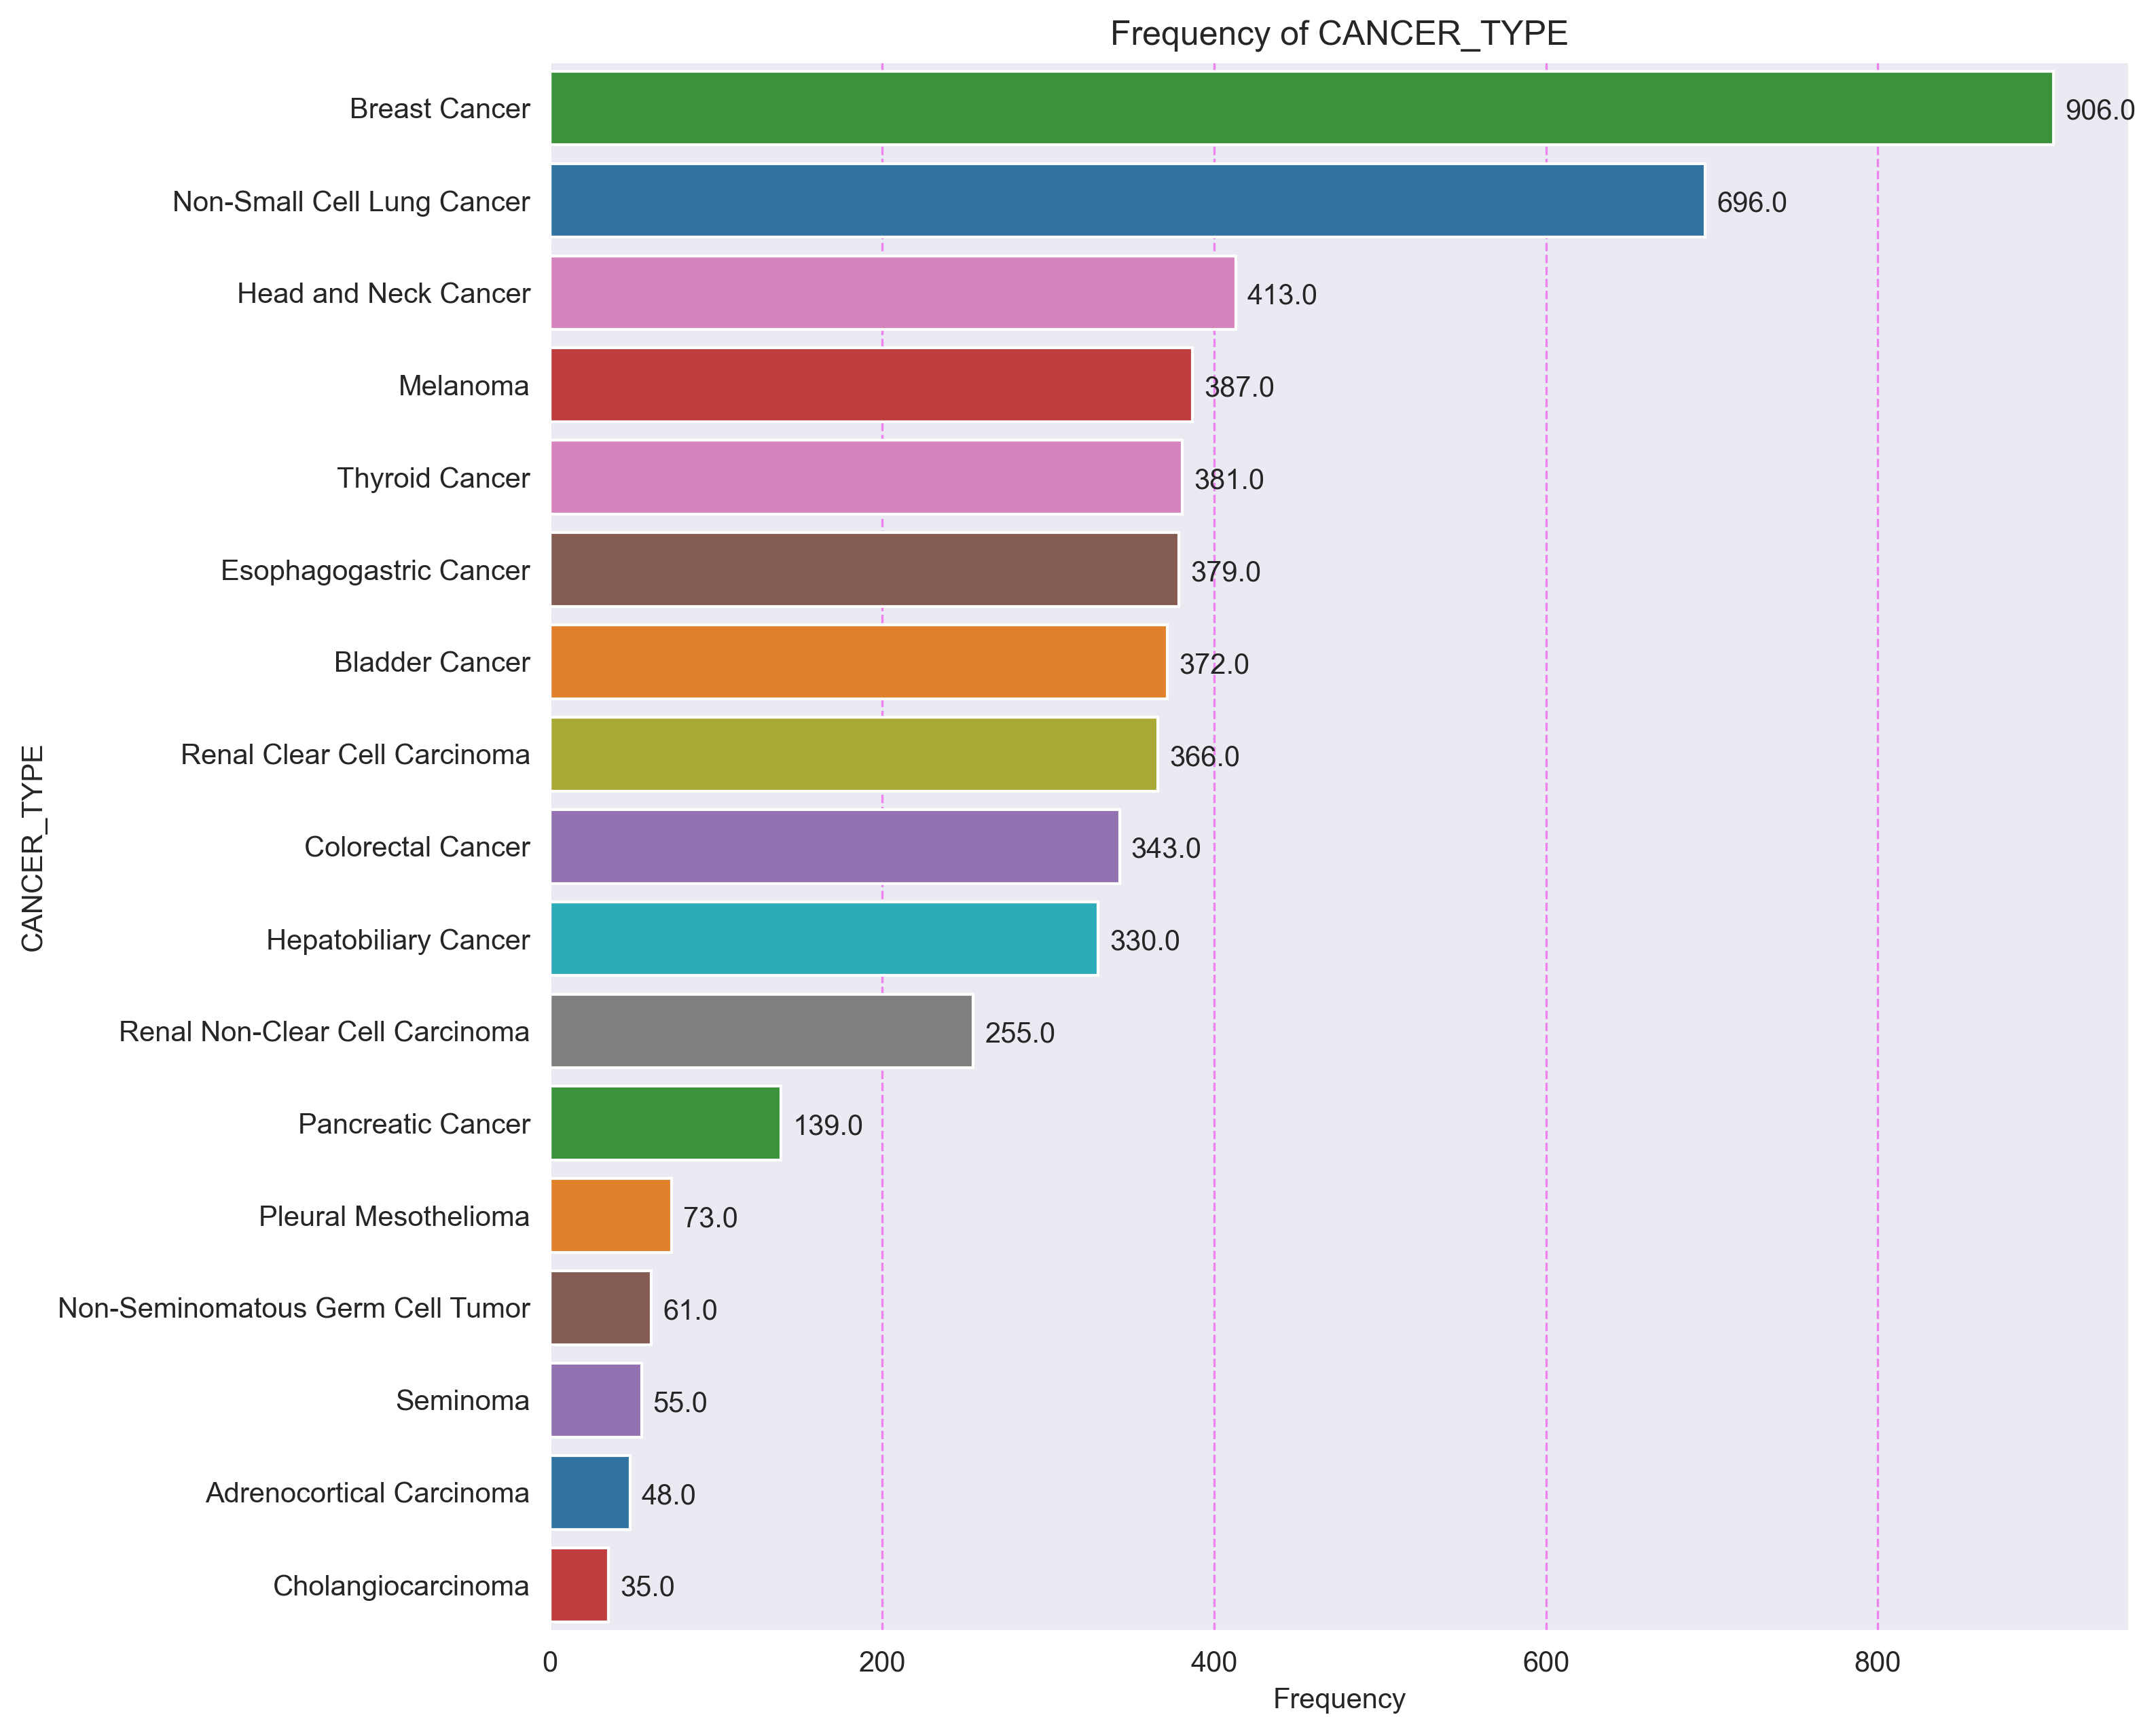 Frequency of CANCER_TYPE
Breast Cancer 906.0
Non-Small Cell Lung Cancer 696.0
Head and Neck Cancer 413.0
Melanoma 387.0
Thyroid Cancer 381.0
Esophagogastric Cancer 379.0
Bladder Cancer 372.0
Renal Clear Cell Carcinoma 366.0
Colorectal Cancer 343.0
Hepatobiliary Cancer 330.0
Renal Non-Clear Cell Carcinoma 255.0
Pancreatic Cancer 139.0
Pleural Mesothelioma 73.0
Non-Seminomatous Germ Cell Tumor 61.0
Seminoma 55.0
Adrenocortical Carcinoma 48.0
Cholangiocarcinoma 35.0
CANCER_TYPE
0 200 400 600 800
Frequency